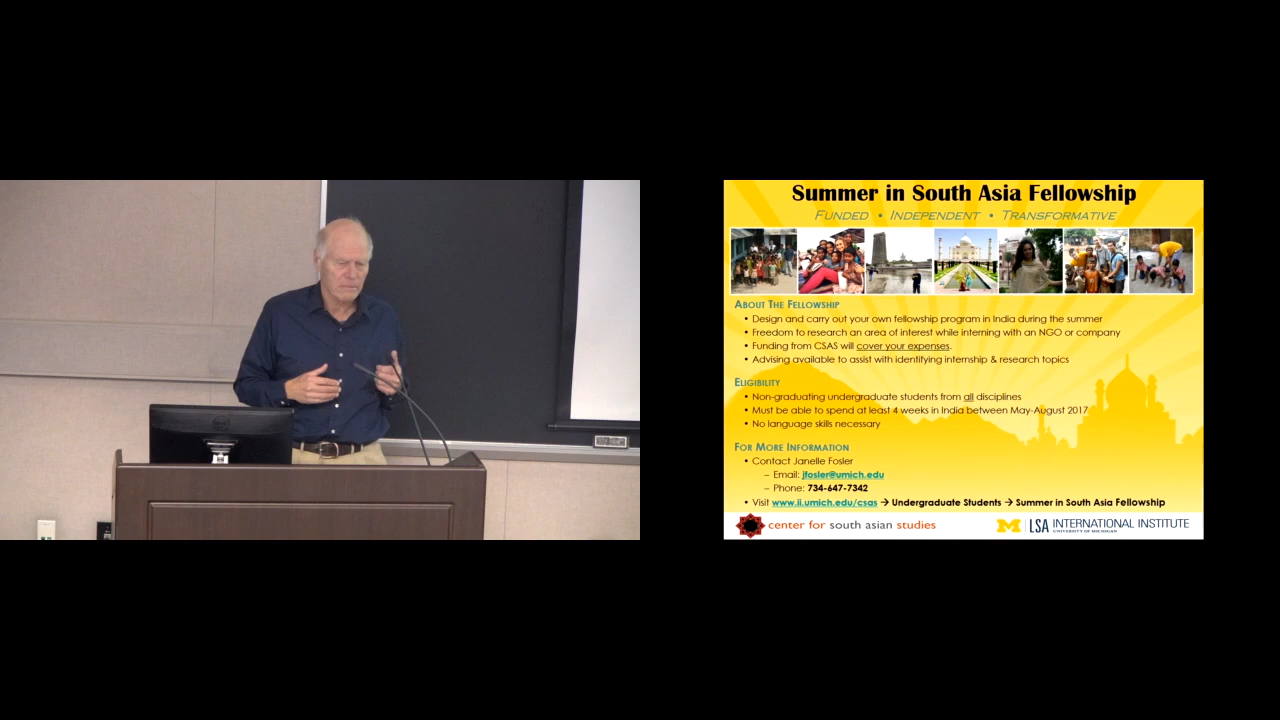 Summer in South Asia Fellowship
Funded • Independent • Transformative
About The Fellowship
• Design and carry out your own fellowship program in India during the summer
• Freedom to research an area of interest while interning with an NGO or company
• Funding from CSAS will cover your expenses.
• Advising available to assist with identifying internship & research topics
Eligibility
• Non-graduating undergraduate students from all disciplines
• Must be able to spend at least 4 weeks in India between May-August 2017
• No language skills necessary
For More Information
• Contact Janelle Fosler
– Email: jfosler@umich.edu
– Phone: 734-647-7342
• Visit www.ii.umich.edu/csas → Undergraduate Students → Summer in South Asia Fellowship
center for south asian studies
M LSA INTERNATIONAL INSTITUTE
UNIVERSITY OF MICHIGAN